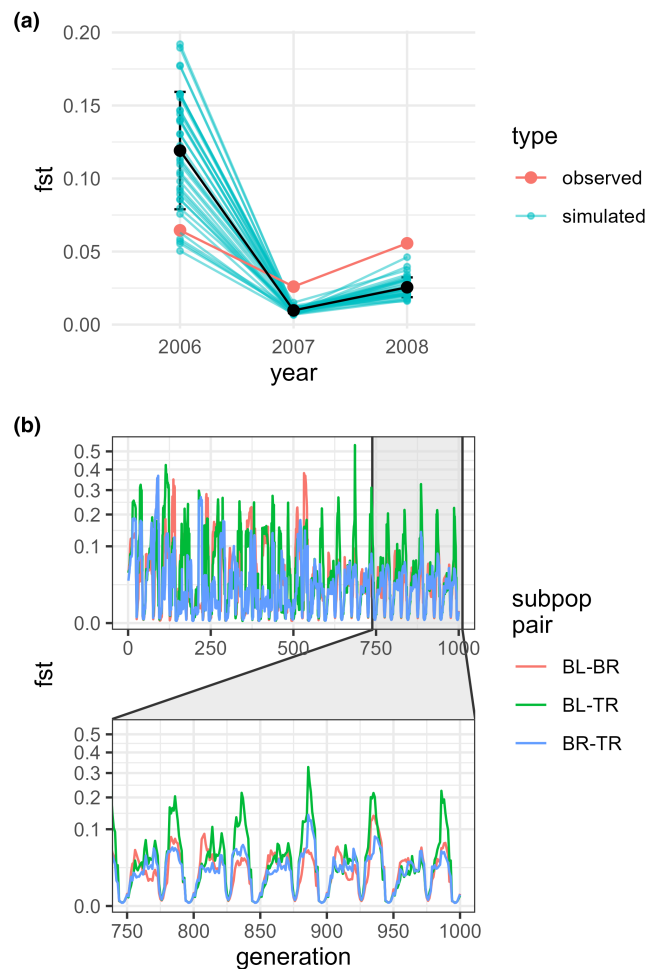 (a)
0.20
0.15
0.10
0.05
0.00
fst
2006 2007 2008
year
type
observed
simulated
(b)
0.5
0.4
0.3
0.2
0.1
0.0
0 250 500 750 1000
fst
0.5
0.4
0.3
0.2
0.1
0.0
750 800 850 900 950 1000
generation
subpop
pair
BL-BR
BL-TR
BR-TR